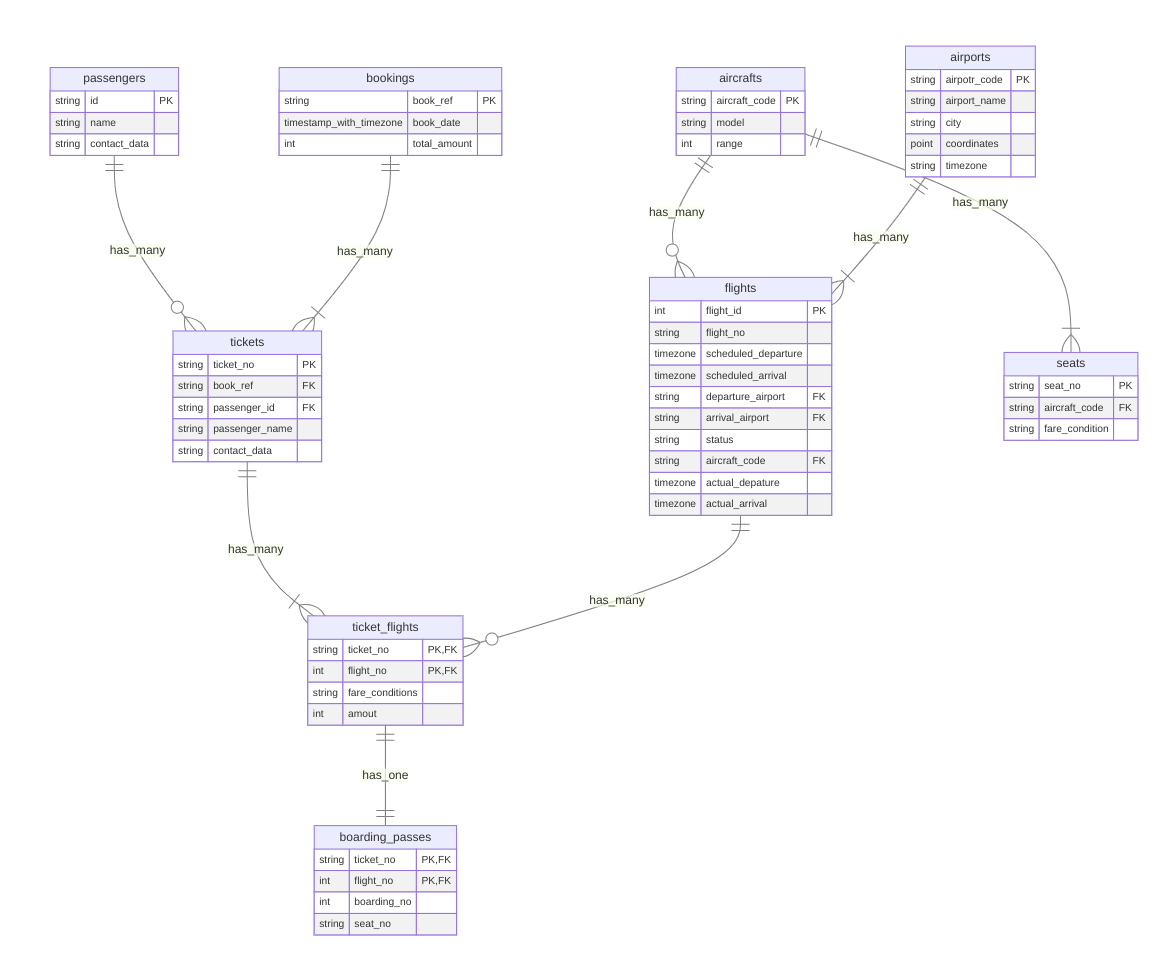 passengers
string id PK
string name
string contact_data
bookings
string book_ref PK
timestamp_with_timezone book_date
int total_amount
aircrafts
string aircraft_code PK
string model
int range
airports
string airpotr_code PK
string airport_name
string city
point coordinates
string timezone
has_many
has_many
has_many
has_many
has_many
tickets
string ticket_no PK
string book_ref FK
string passenger_id FK
string passenger_name
string contact_data
flights
int flight_id PK
string flight_no
timezone scheduled_departure
timezone scheduled_arrival
string departure_airport FK
string arrival_airport FK
string status
string aircraft_code FK
timezone actual_depature
timezone actual_arrival
seats
string seat_no PK
string aircraft_code FK
string fare_condition
has_many
has_many
ticket_flights
string ticket_no PK,FK
int flight_no PK,FK
string fare_conditions
int amout
has_one
boarding_passes
string ticket_no PK,FK
int flight_no PK,FK
int boarding_no
string seat_no